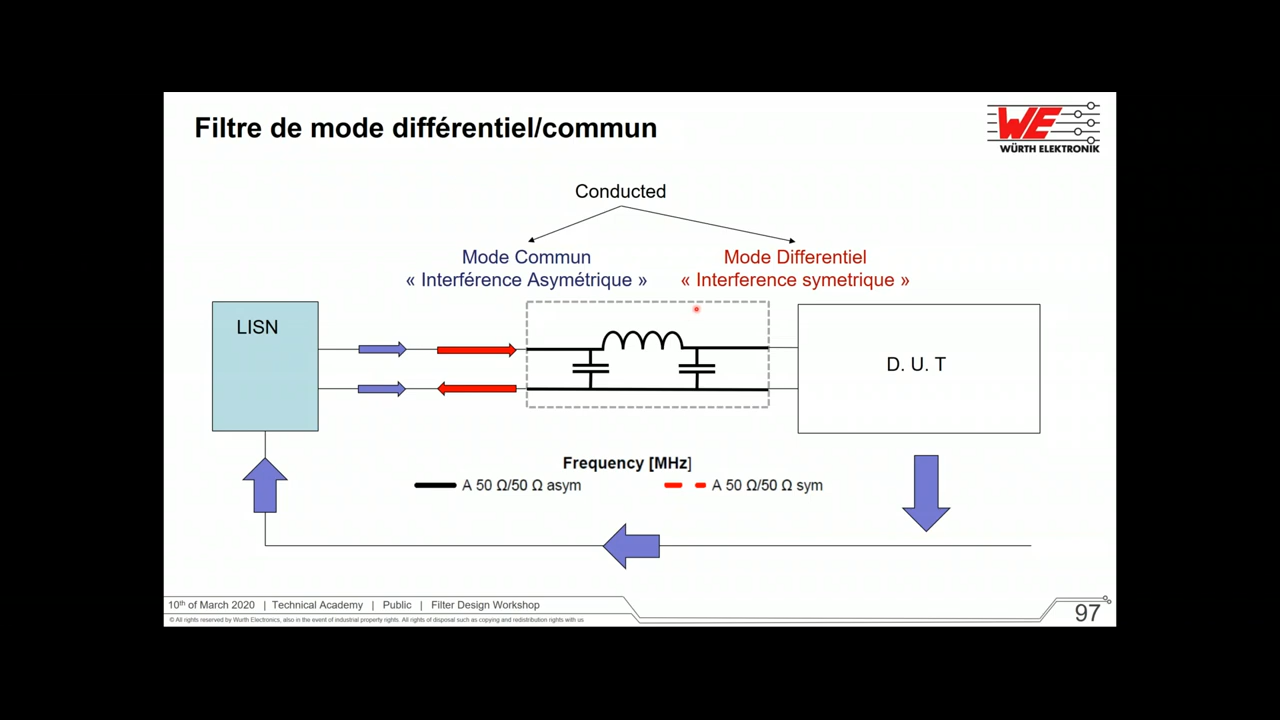 Filtre de mode différentiel/commun
WE
WÜRTH ELEKTRONIK
Conducted
Mode Commun
« Interférence Asymétrique »
Mode Differentiel
« Interference symetrique »
LISN
D. U. T
Frequency [MHz]
A 50 Ω/50 Ω asym
A 50 Ω/50 Ω sym
10th of March 2020 | Technical Academy | Public | Filter Design Workshop
© All rights reserved by Wurth Electronics, also in the event of industrial property rights. All rights of disposal such as copying and redistribution rights with us
97